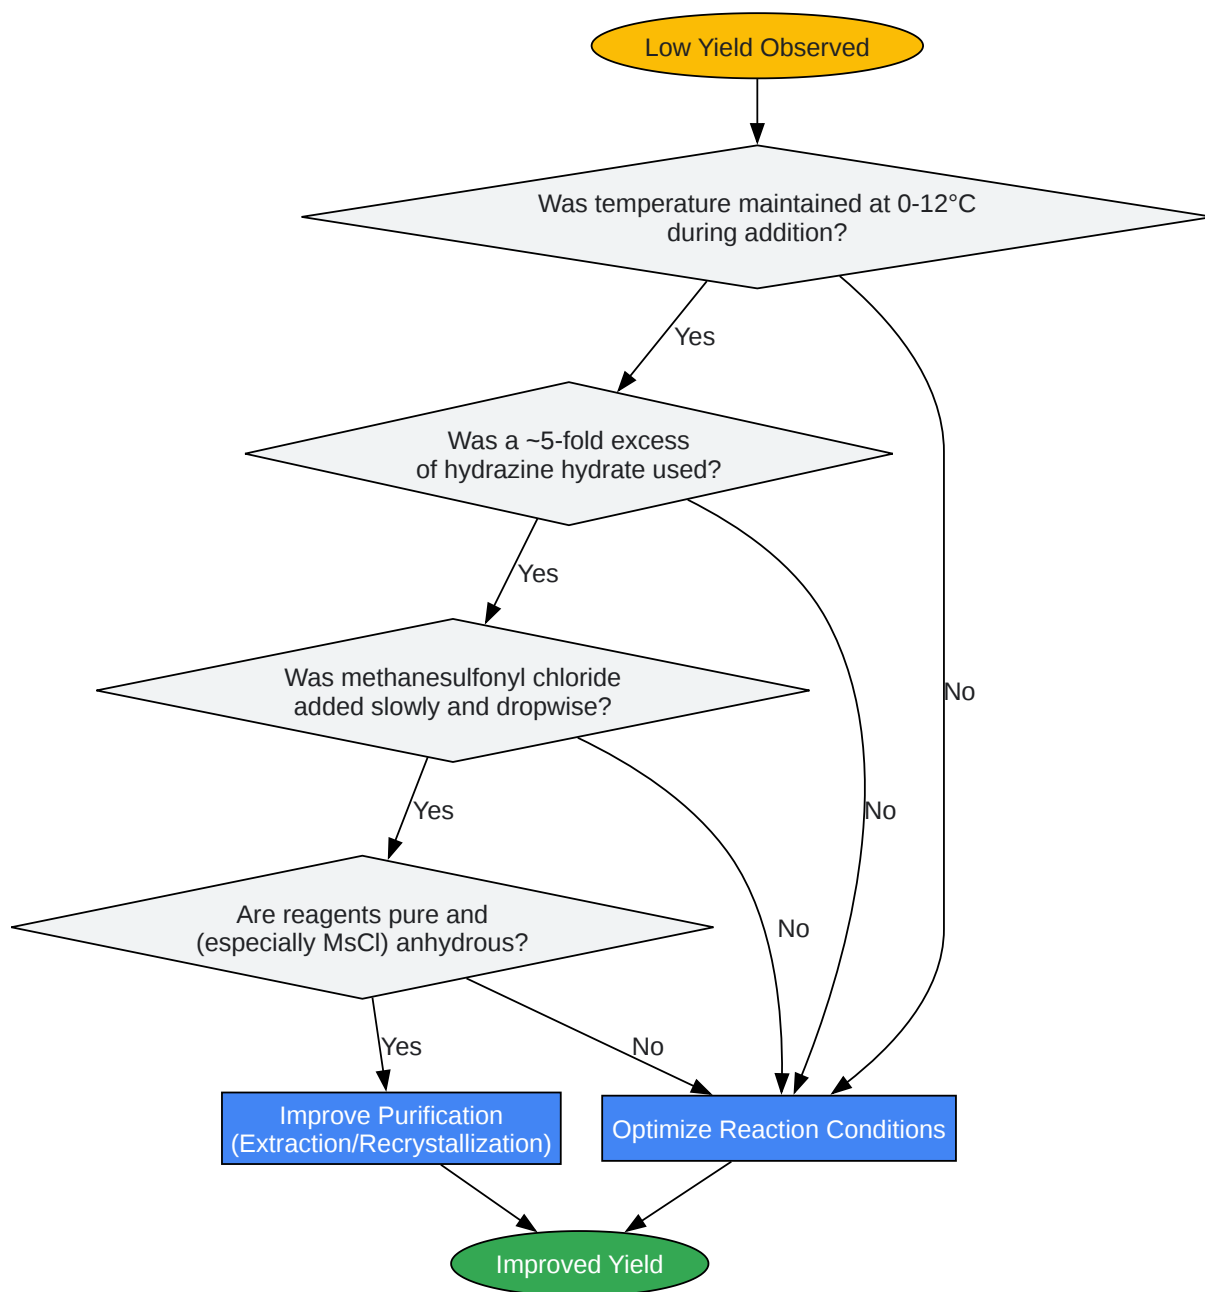 Low Yield Observed
Was temperature maintained at 0-12°C
during addition?
Yes
Was a ~5-fold excess
of hydrazine hydrate used?
Yes
Was methanesulfonyl chloride
added slowly and dropwise?
No
Yes
No
Are reagents pure and
(especially MsCl) anhydrous?
No
Yes
No
Improve Purification
(Extraction/Recrystallization)
Optimize Reaction Conditions
Improved Yield